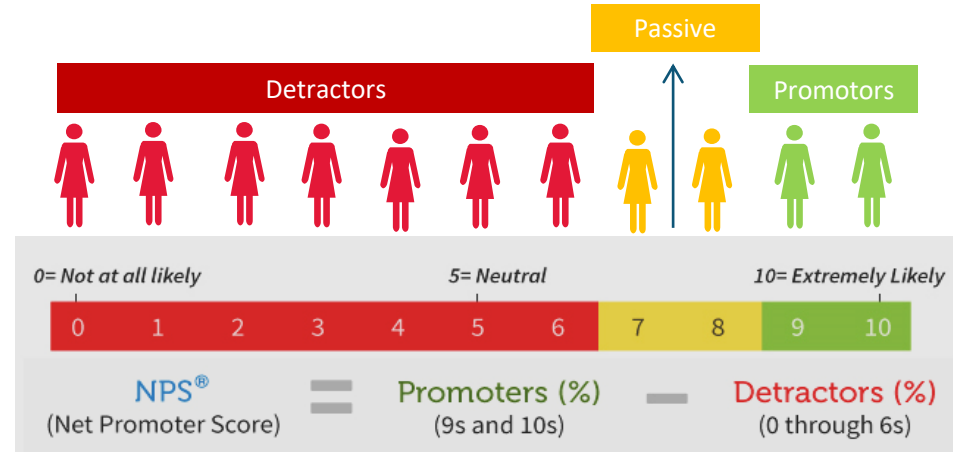 Passive
Detractors
Promotors
0= Not at all likely
5= Neutral
10= Extremely Likely
0 1 2 3 4 5 6 7 8 9 10
NPS® = Promoters (%) — Detractors (%)
(Net Promoter Score) (9s and 10s) (0 through 6s)